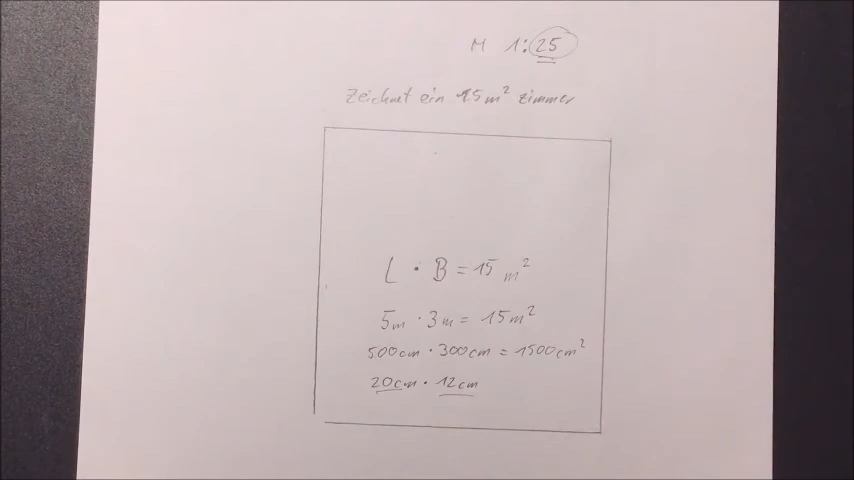 M 1:25
Zeichnet ein 15m² zimmer
L · B = 15 m²
5m · 3m = 15m²
500cm · 300cm = 1500cm²
20cm · 12cm